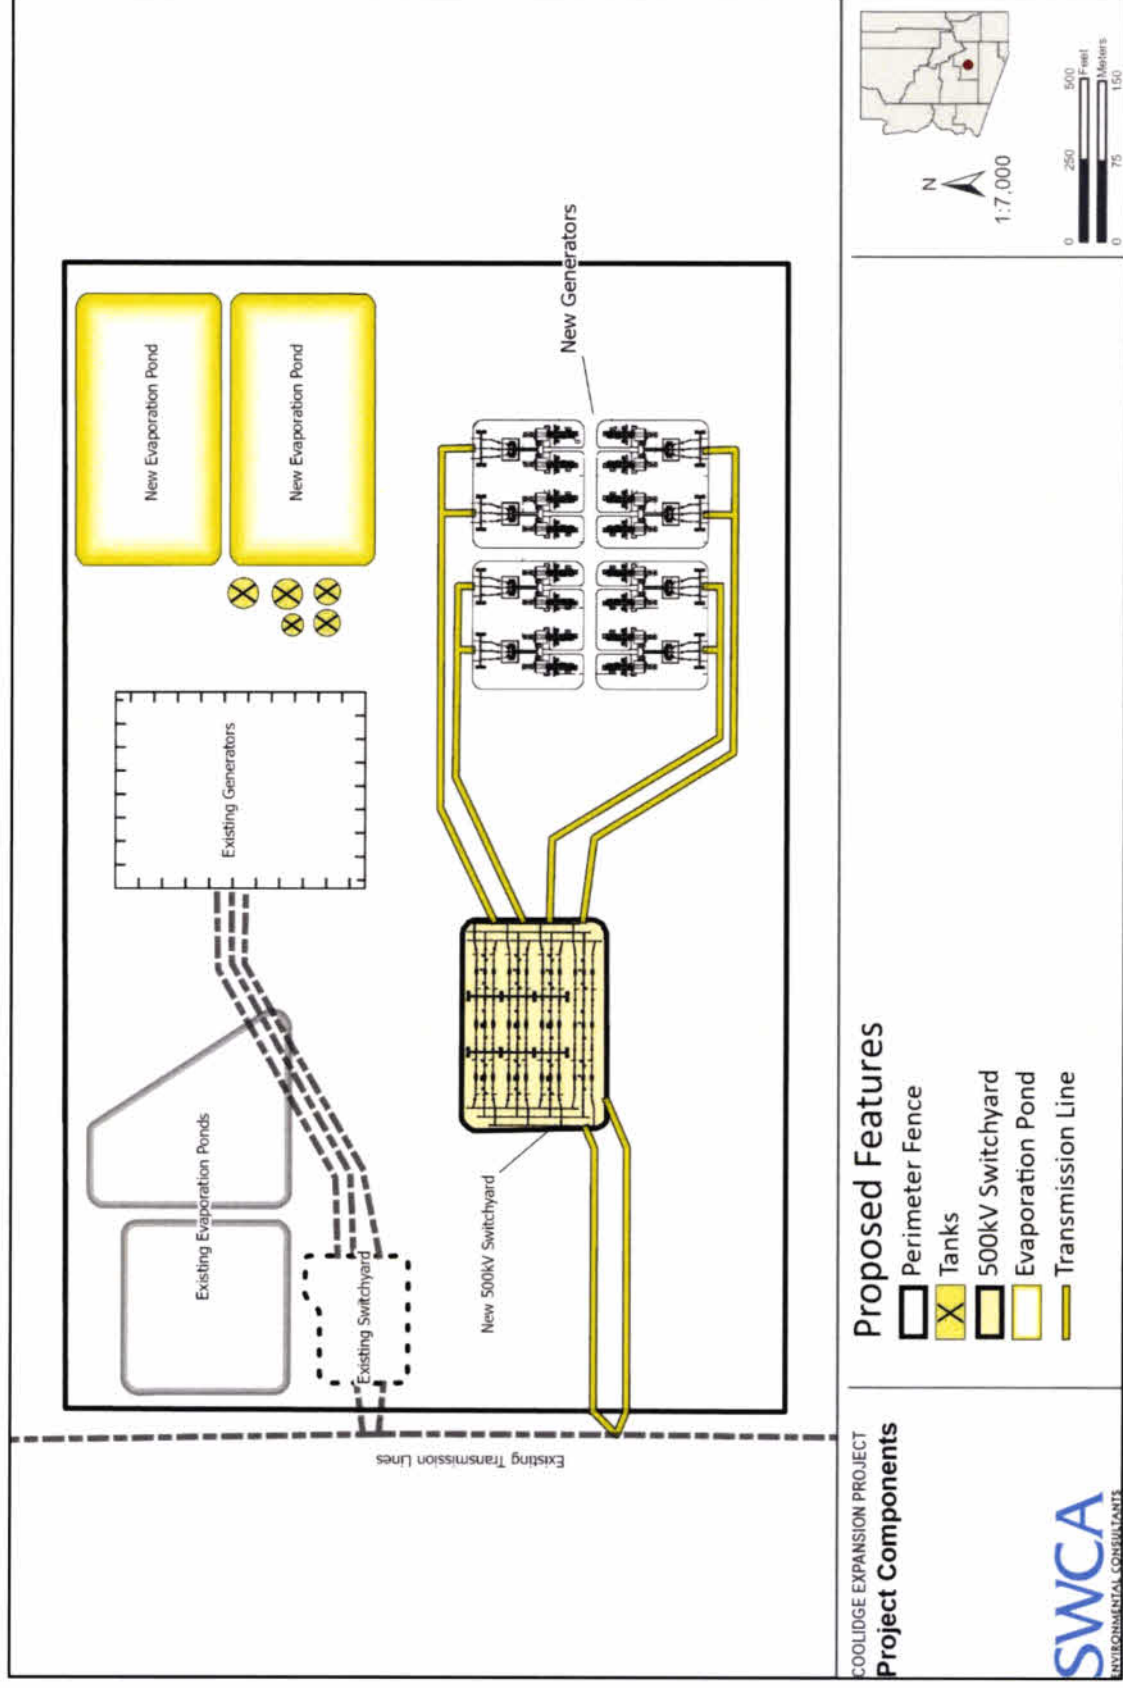 New Evaporation Pond
New Evaporation Pond
Existing Generators
Existing Evaporation Ponds
Existing Switchyard
New Generators
New 500kV Switchyard
Existing Transmission Lines
COOLIDGE EXPANSION PROJECT
Project Components
SWCA
ENVIRONMENTAL CONSULTANTS
Proposed Features
Perimeter Fence
Tanks
500kV Switchyard
Evaporation Pond
Transmission Line
N
1:7,000
0 250 500
Feet
Meters
0 75 150